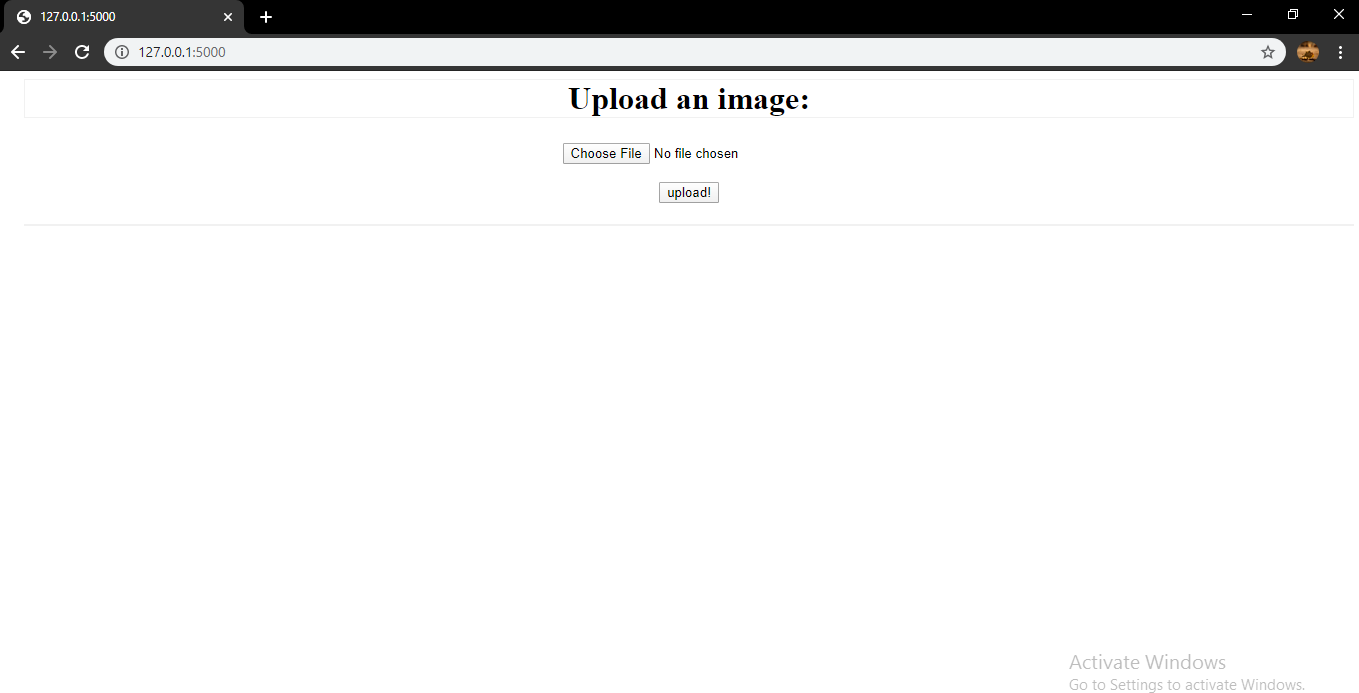 127.0.0.1:5000
127.0.0.1:5000
Upload an image:
Choose File No file chosen
upload!
Activate Windows
Go to Settings to activate Windows.